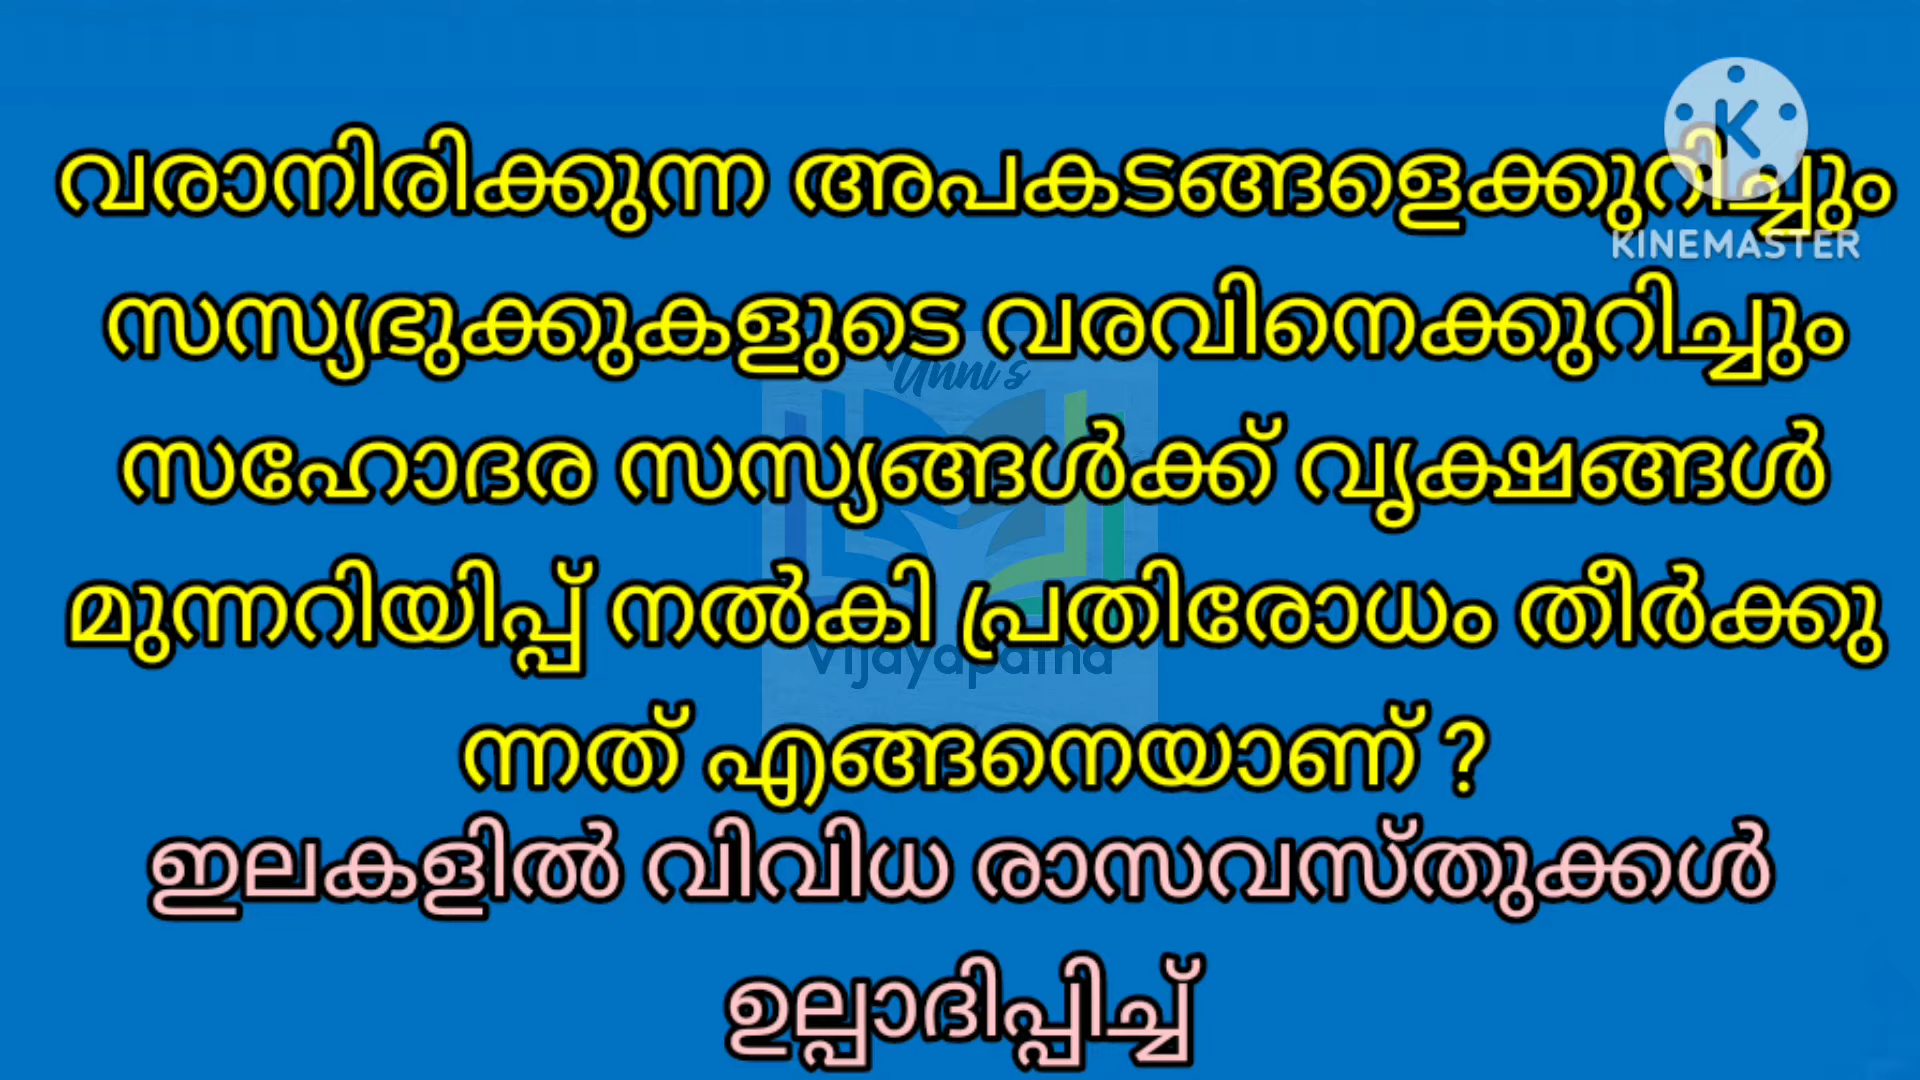 വരാനിരിക്കുന്ന അപകടങ്ങളെക്കുറിച്ചും
KINEMASTER
സസ്യഭുക്കുകളുടെ വരവിനെക്കുറിച്ചും
Unni's
സഹോദര സസ്യങ്ങൾക്ക് വൃക്ഷങ്ങൾ
മുന്നറിയിപ്പ് നൽകി പ്രതിരോധം തീർക്കു
Vijayapatha
ന്നത് എങ്ങനെയാണ് ?
ഇലകളിൽ വിവിധ രാസവസ്തുക്കൾ
ഉല്പാദിപ്പിച്ച്